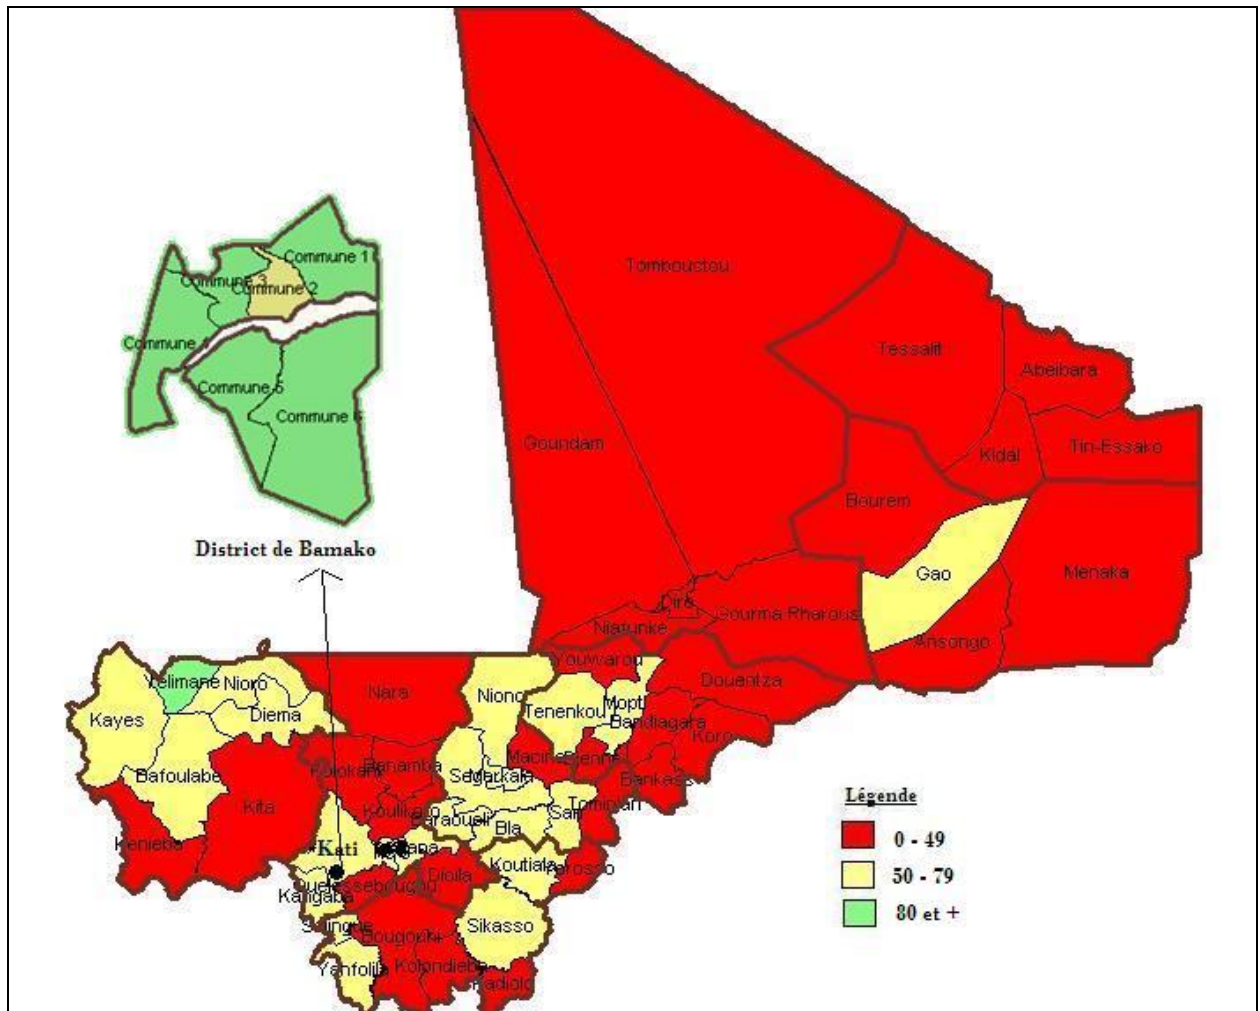 Commune 1
Commune 3
Commune 2
Commune 4
Commune 5
Commune 6
District de Bamako
Tombouctou
Tessalit
Abeibara
Goundam
Kidal
Tin-Essako
Bourem
Gao
Menaka
Dire
Gourma Rharous
Niafunke
Ansongo
Youwarou
Douentza
Yelimane
Nioro
Nara
Niono
Kayes
Diema
Tenenkou
Mopti
Bandiagara
Koro
Macina
Djenne
Kolokani
Banamba
Bafoulabe
Segou
Markala
Bankass
Kita
Koulikoro
Tominian
San
Baraoueli
Bla
Kenieba
Kati
Koutiala
Yorosso
Dioila
Ouelessebougou
Kangaba
Selingue
Sikasso
Bougouni
Yanfolila
Kolondieba
Kadiolo
Légende
0 - 49
50 - 79
80 et +